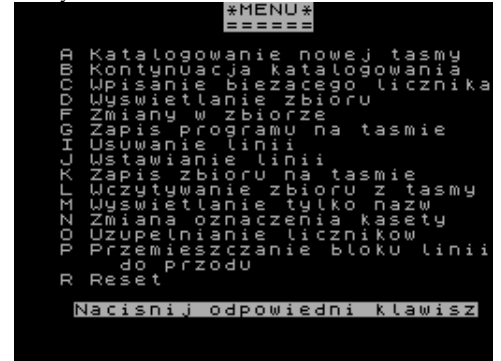 *MENU*
======
A Katalogowanie nowej tasmy
B Kontynuacja katalogowania
C Wpisanie biezacego licznika
D Wyswietlanie zbioru
F Zmiany w zbiorze
G Zapis programu na tasmie
I Usuwanie linii
J Wstawianie linii
K Zapis zbioru na tasmie
L Wczytywanie zbioru z tasmy
M Wyswietlanie tylko nazw
N Zmiana oznaczenia kasety
O Uzupelnianie licznikow
P Przemieszczanie bloku linii
do przodu
R Reset
Nacisnij odpowiedni klawisz